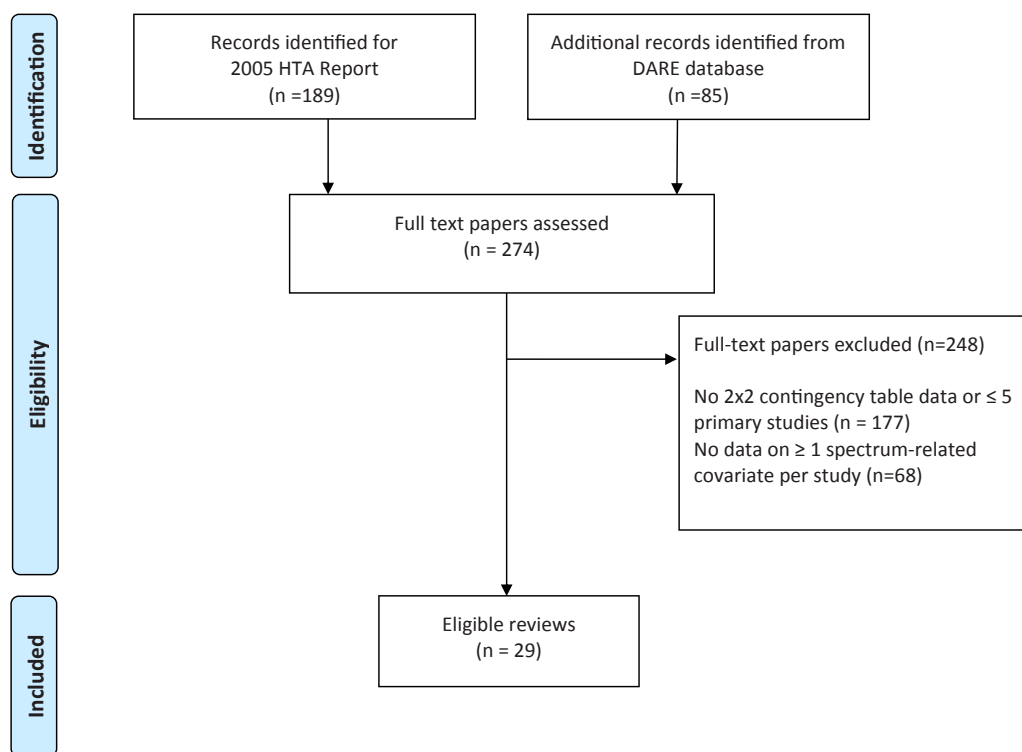 Identification
Records identified for
2005 HTA Report
(n =189)
Additional records identified from
DARE database
(n =85)
Eligibility
Full text papers assessed
(n = 274)
Full-text papers excluded (n=248)
No 2x2 contingency table data or ≤ 5
primary studies (n = 177)
No data on ≥ 1 spectrum-related
covariate per study (n=68)
Included
Eligible reviews
(n = 29)